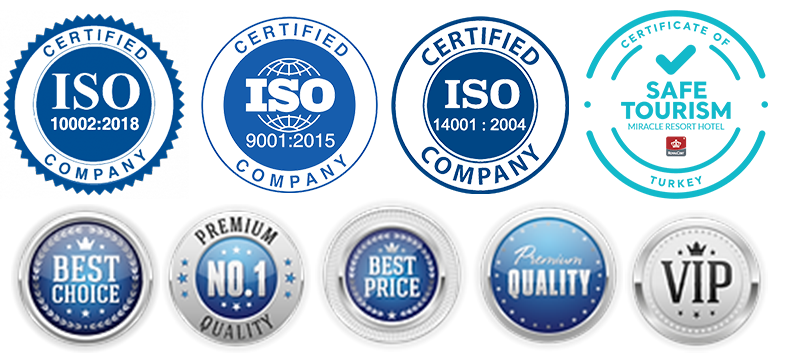 CERTIFIED
ISO
10002:2018
COMPANY
CERTIFIED
ISO
9001:2015
COMPANY
CERTIFIED
ISO
14001 : 2004
COMPANY
CERTIFICATE OF
SAFE
TOURISM
MIRACLE RESORT HOTEL
TURKEY
BEST
CHOICE
PREMIUM
NO.1
QUALITY
BEST
PRICE
Premium
QUALITY
VIP